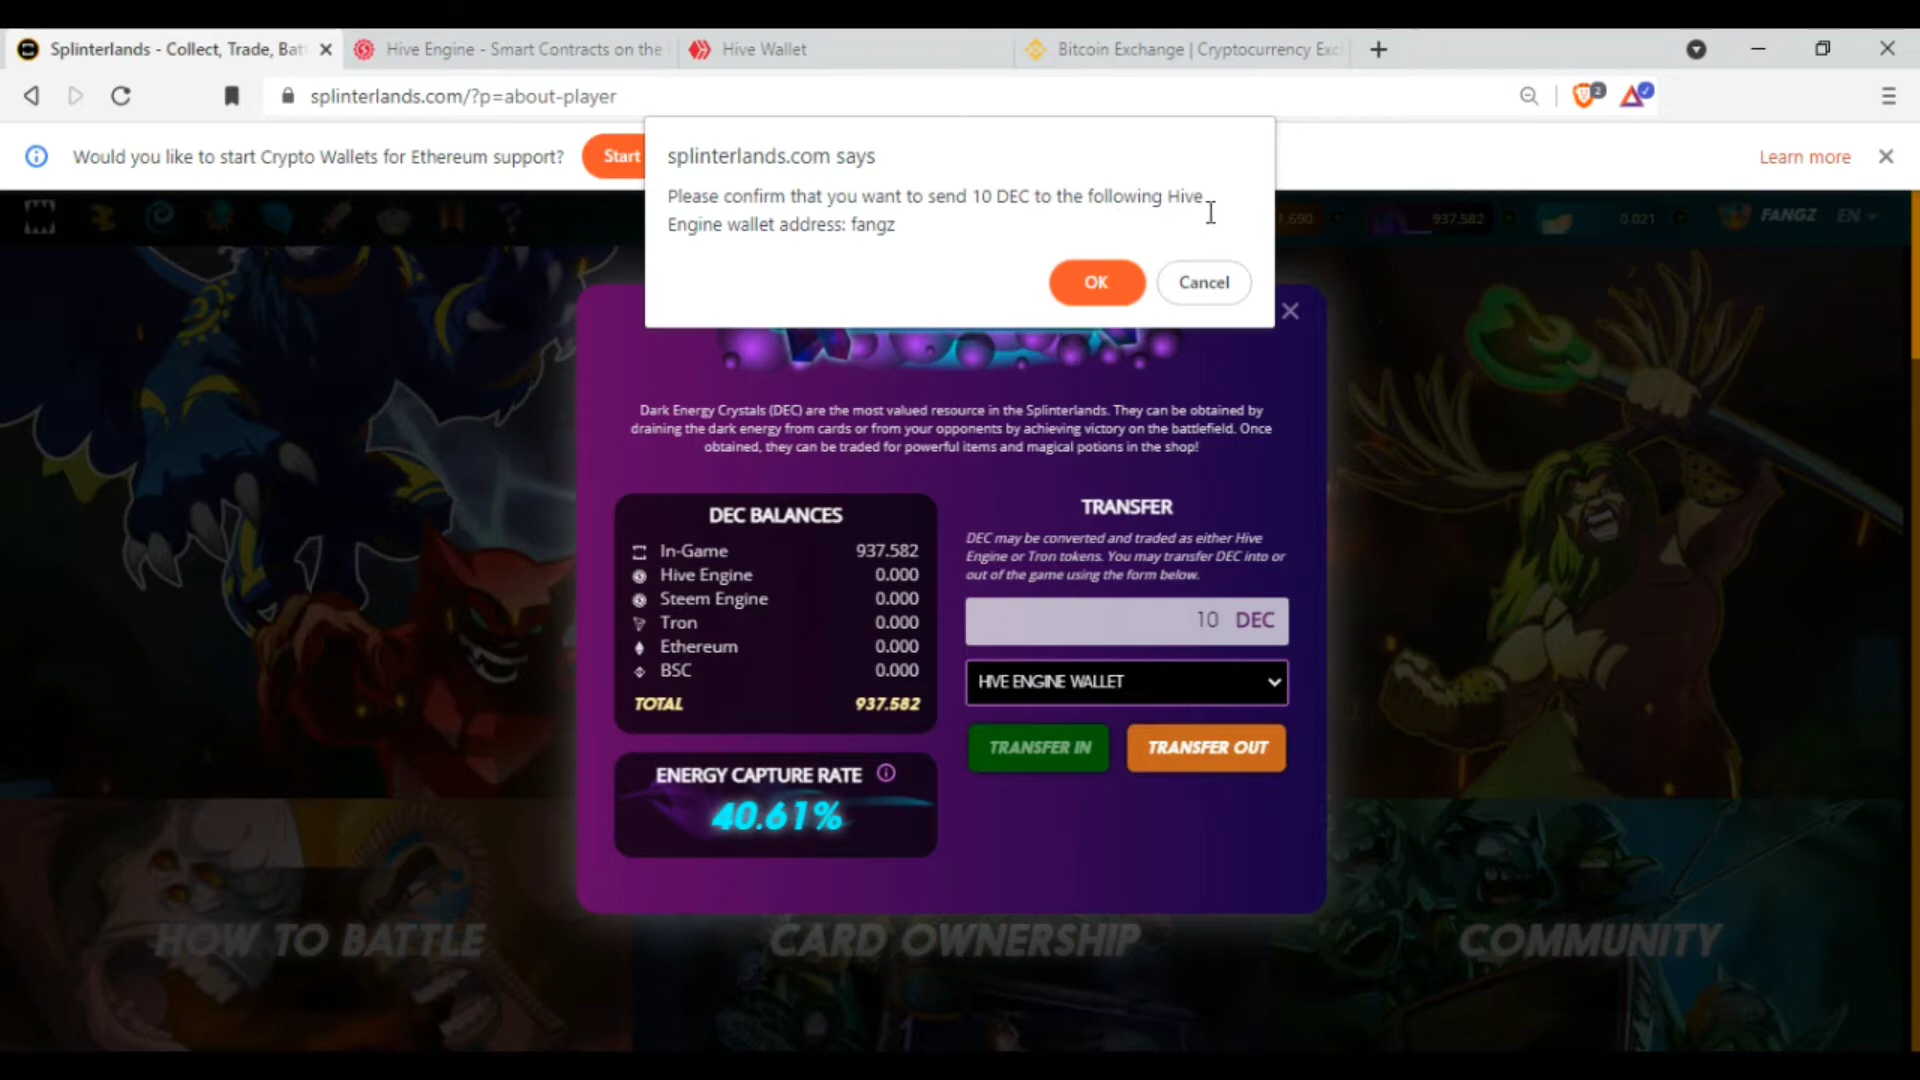 Splinterlands - Collect, Trade, Bat
Hive Engine - Smart Contracts on the
Hive Wallet
Bitcoin Exchange | Cryptocurrency Exc
splinterlands.com/?p=about-player
2
Would you like to start Crypto Wallets for Ethereum support?
Start
Learn more
splinterlands.com says
Please confirm that you want to send 10 DEC to the following Hive
Engine wallet address: fangz
OK
Cancel
1.690
937.582
0.021
FANGZ
EN
Dark Energy Crystals (DEC) are the most valued resource in the Splinterlands. They can be obtained by
draining the dark energy from cards or from your opponents by achieving victory on the battlefield. Once
obtained, they can be traded for powerful items and magical potions in the shop!
DEC BALANCES
In-Game 937.582
Hive Engine 0.000
Steem Engine 0.000
Tron 0.000
Ethereum 0.000
BSC 0.000
TOTAL 937.582
ENERGY CAPTURE RATE
40.61%
TRANSFER
DEC may be converted and traded as either Hive
Engine or Tron tokens. You may transfer DEC into or
out of the game using the form below.
10 DEC
HIVE ENGINE WALLET
TRANSFER IN
TRANSFER OUT
HOW TO BATTLE
CARD OWNERSHIP
COMMUNITY